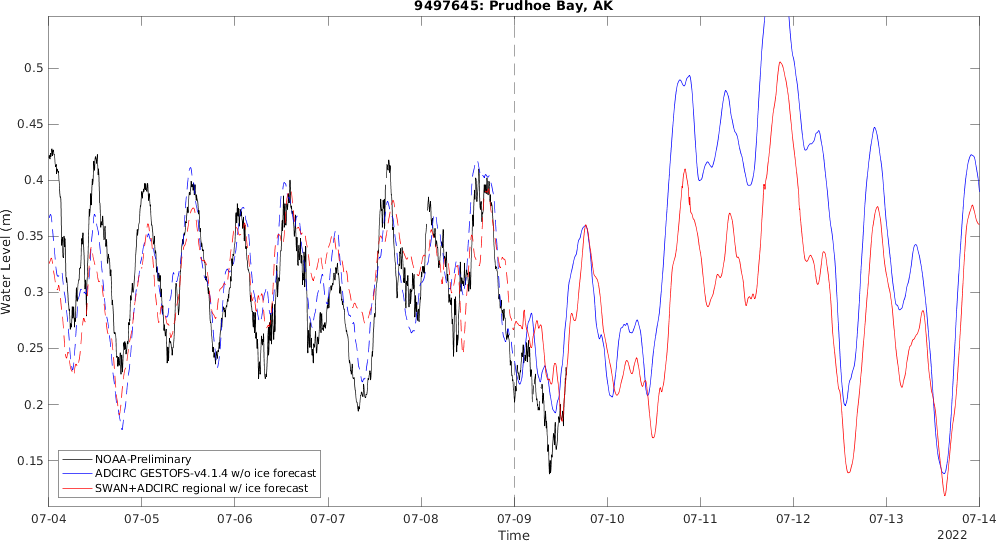 9497645: Prudhoe Bay, AK
Water Level (m)
0.5
0.45
0.4
0.35
0.3
0.25
0.2
0.15
NOAA-Preliminary
ADCIRC GESTOFS-v4.1.4 w/o ice forecast
SWAN+ADCIRC regional w/ ice forecast
07-04 07-05 07-06 07-07 07-08 07-09 07-10 07-11 07-12 07-13 07-14
Time
2022